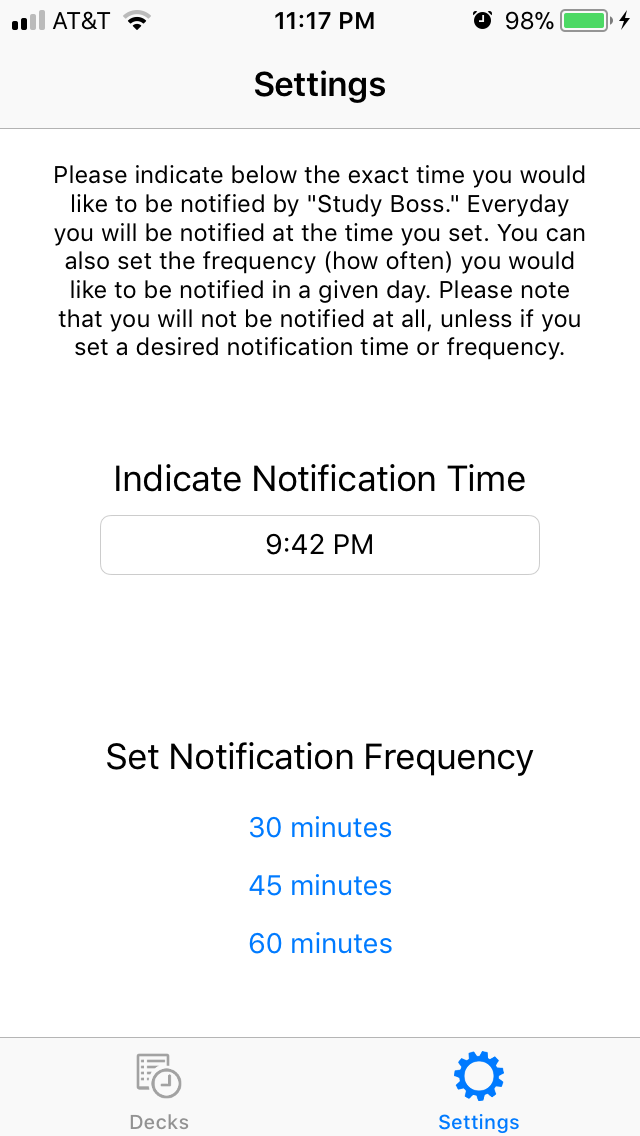 AT&T 11:17 PM 98%
Settings
Please indicate below the exact time you would
like to be notified by "Study Boss." Everyday
you will be notified at the time you set. You can
also set the frequency (how often) you would
like to be notified in a given day. Please note
that you will not be notified at all, unless if you
set a desired notification time or frequency.
Indicate Notification Time
9:42 PM
Set Notification Frequency
30 minutes
45 minutes
60 minutes
Decks Settings